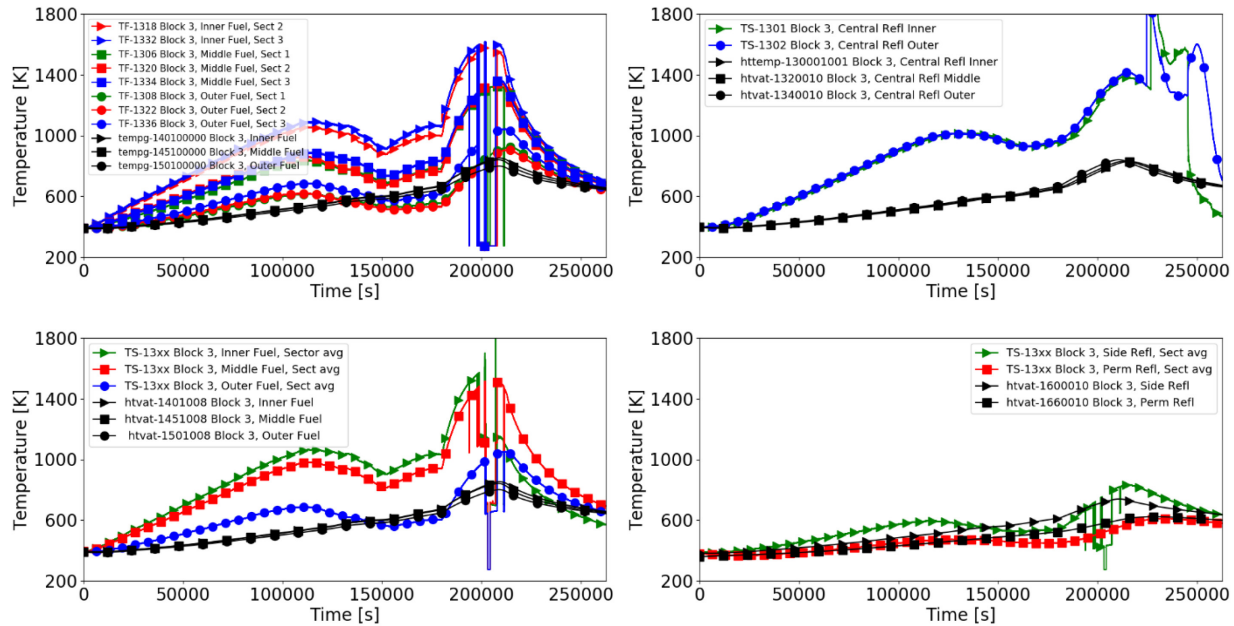 1800
1400
1000
600
200
Temperature [K]
TF-1318 Block 3, Inner Fuel, Sect 2
TF-1332 Block 3, Inner Fuel, Sect 3
TF-1306 Block 3, Middle Fuel, Sect 1
TF-1320 Block 3, Middle Fuel, Sect 2
TF-1334 Block 3, Middle Fuel, Sect 3
TF-1308 Block 3, Outer Fuel, Sect 1
TF-1322 Block 3, Outer Fuel, Sect 2
TF-1336 Block 3, Outer Fuel, Sect 3
tempg-140100000 Block 3, Inner Fuel
tempg-145100000 Block 3, Middle Fuel
tempg-150100000 Block 3, Outer Fuel
0 50000 100000 150000 200000 250000
Time [s]
1800
1400
1000
600
200
Temperature [K]
TS-1301 Block 3, Central Refl Inner
TS-1302 Block 3, Central Refl Outer
httemp-130001001 Block 3, Central Refl Inner
htvat-1320010 Block 3, Central Refl Middle
htvat-1340010 Block 3, Central Refl Outer
0 50000 100000 150000 200000 250000
Time [s]
1800
1400
1000
600
200
Temperature [K]
TS-13xx Block 3, Inner Fuel, Sector avg
TS-13xx Block 3, Middle Fuel, Sect avg
TS-13xx Block 3, Outer Fuel, Sect avg
htvat-1401008 Block 3, Inner Fuel
htvat-1451008 Block 3, Middle Fuel
htvat-1501008 Block 3, Outer Fuel
0 50000 100000 150000 200000 250000
Time [s]
1800
1400
1000
600
200
Temperature [K]
TS-13xx Block 3, Side Refl, Sect avg
TS-13xx Block 3, Perm Refl, Sect avg
htvat-1600010 Block 3, Side Refl
htvat-1660010 Block 3, Perm Refl
0 50000 100000 150000 200000 250000
Time [s]